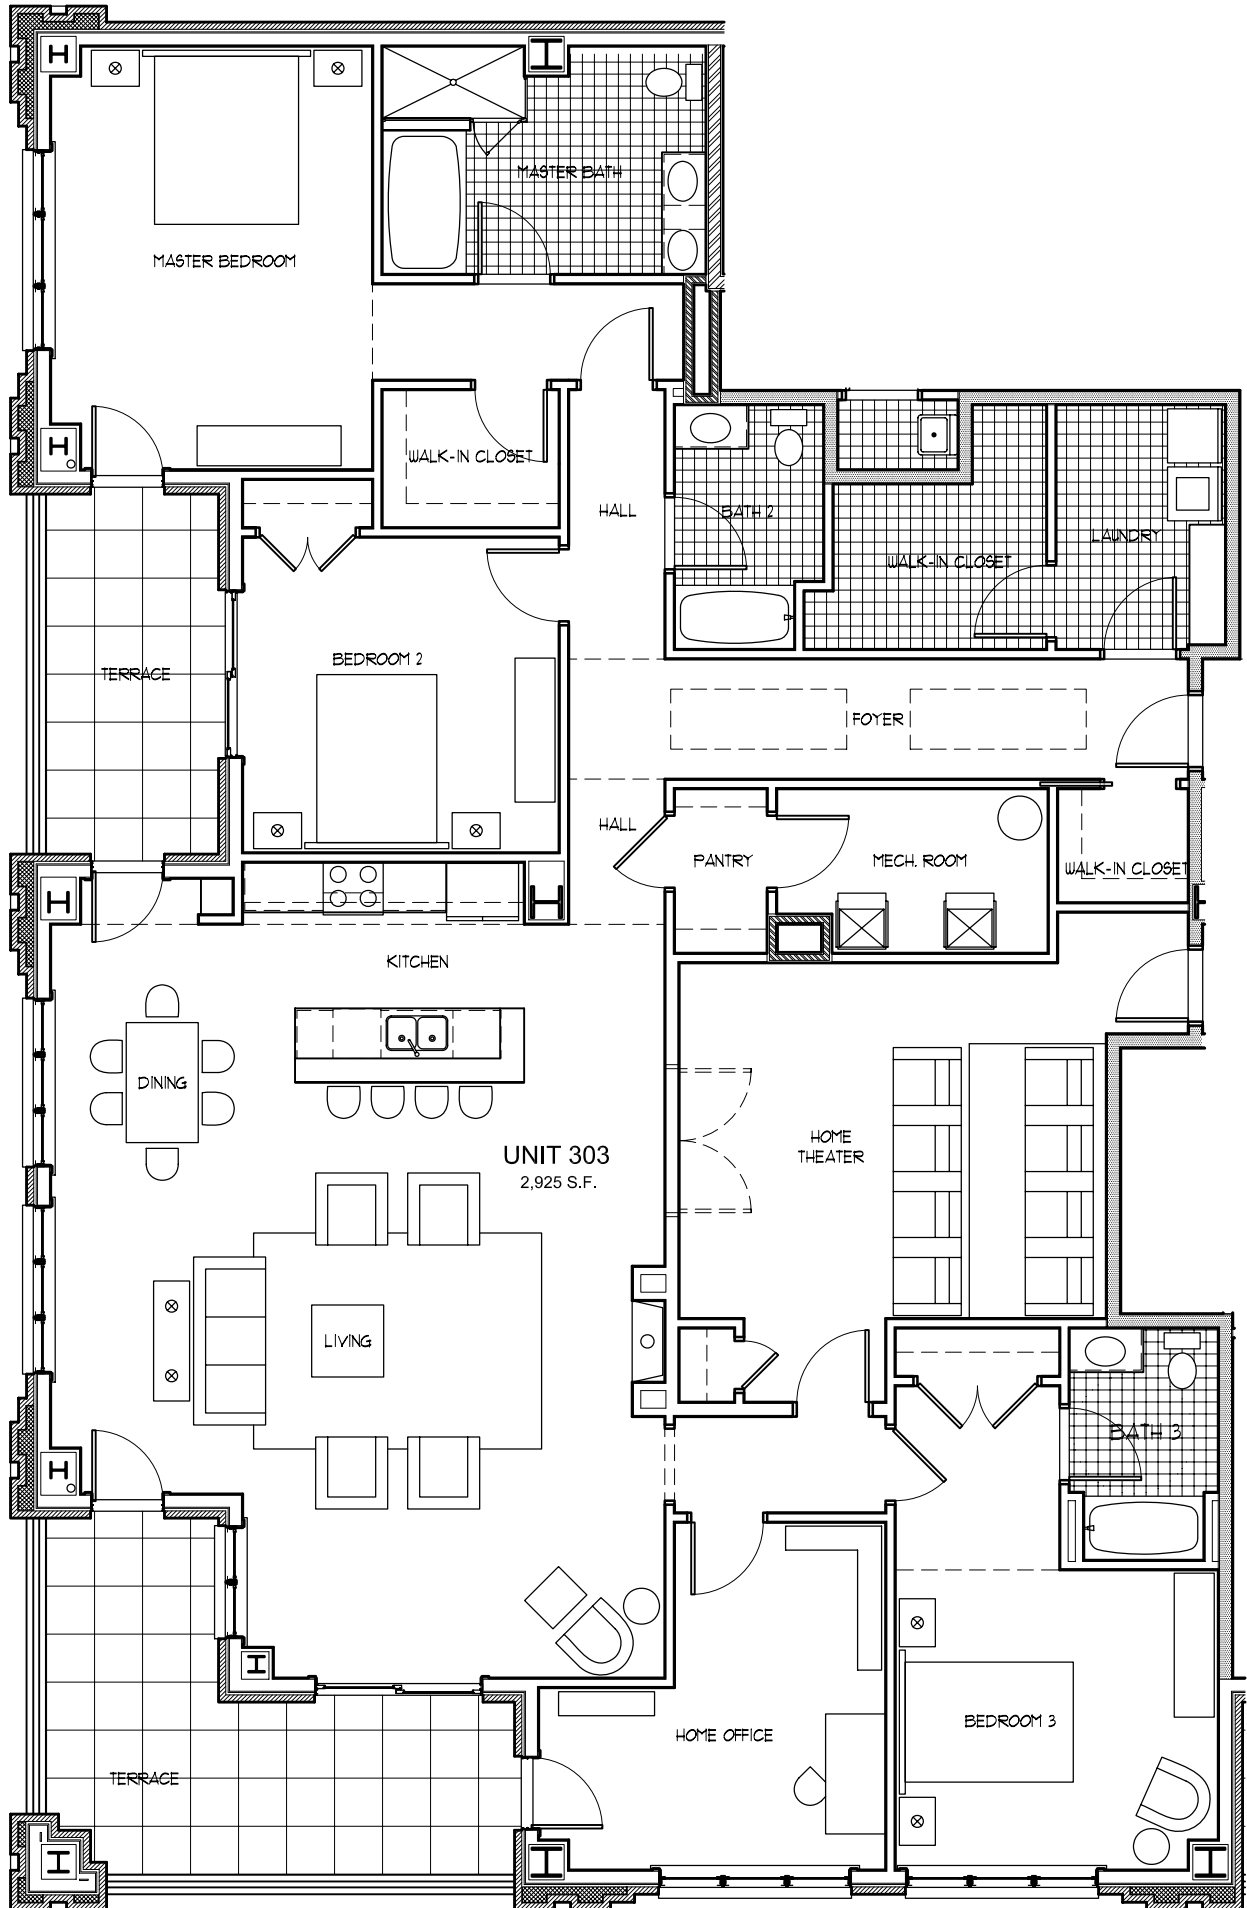 MASTER BATH
MASTER BEDROOM
WALK-IN CLOSET
HALL
BATH 2
LAUNDRY
WALK-IN CLOSET
BEDROOM 2
TERRACE
FOYER
HALL
PANTRY
MECH. ROOM
WALK-IN CLOSET
KITCHEN
DINING
HOME
THEATER
UNIT 303
2,925 S.F.
LIVING
BATH 3
BEDROOM 3
HOME OFFICE
TERRACE